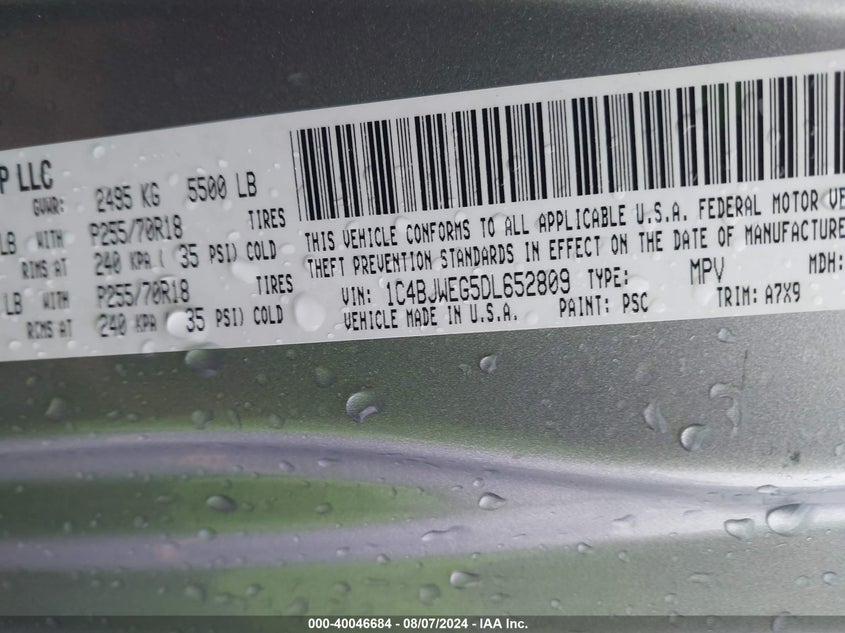 P LLC
GVWR: 2495 KG 5500 LB
LB WITH P255/70R18 TIRES
RIMS AT 240 KPA ( 35 PSI) COLD
LB WITH P255/70R18 TIRES
RIMS AT 240 KPA 35 PSI) COLD
THIS VEHICLE CONFORMS TO ALL APPLICABLE U.S.A. FEDERAL MOTOR VE
THEFT PREVENTION STANDARDS IN EFFECT ON THE DATE OF MANUFACTURE
VIN: 1C4BJWEG5DL652809 TYPE: MPV MDH:
VEHICLE MADE IN U.S.A. PAINT: PSC TRIM: A7X9
000-40046684 - 08/07/2024 - IAA Inc.